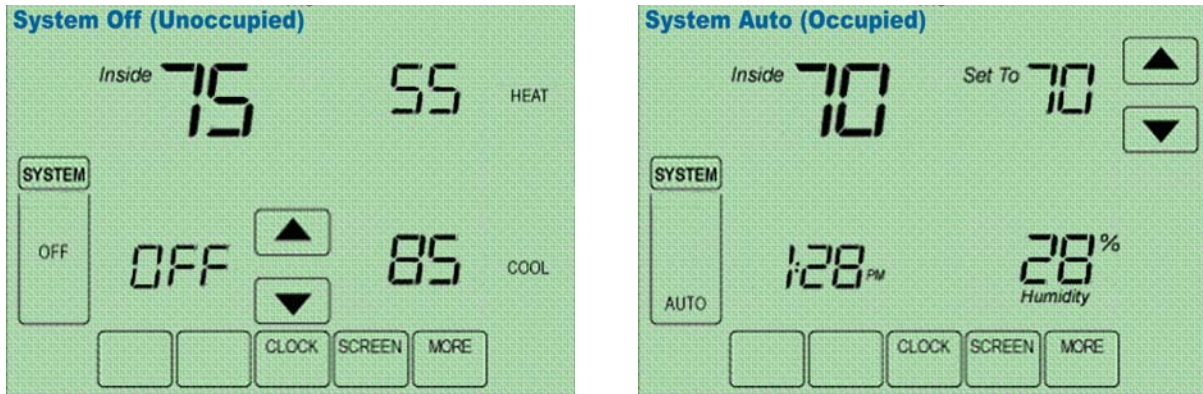 System Off (Unoccupied)
Inside 75
55 HEAT
SYSTEM
OFF
OFF
85 COOL
CLOCK SCREEN MORE
System Auto (Occupied)
Inside 70
Set To 70
SYSTEM
AUTO
1:28 PM
28 %
Humidity
CLOCK SCREEN MORE